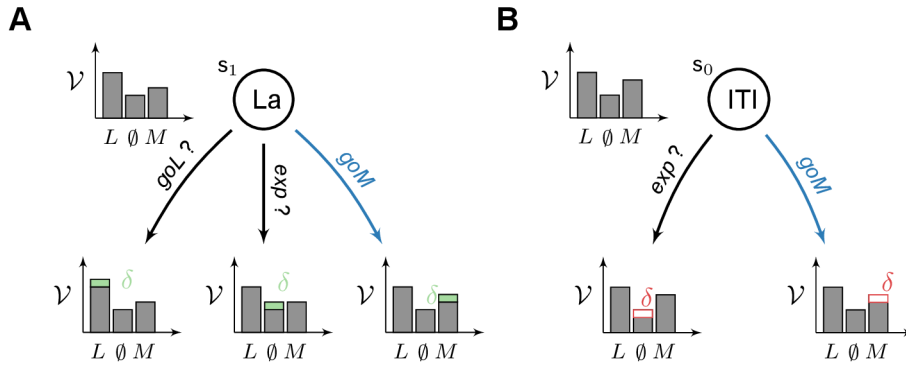 A
B
𝒱
L ∅ M
s₁
La
goL ?
exp ?
goM
𝒱
L ∅ M
s₀
ITI
exp ?
goM
𝒱
δ
L ∅ M
𝒱
δ
L ∅ M
𝒱
δ
L ∅ M
𝒱
δ
L ∅ M
𝒱
δ
L ∅ M